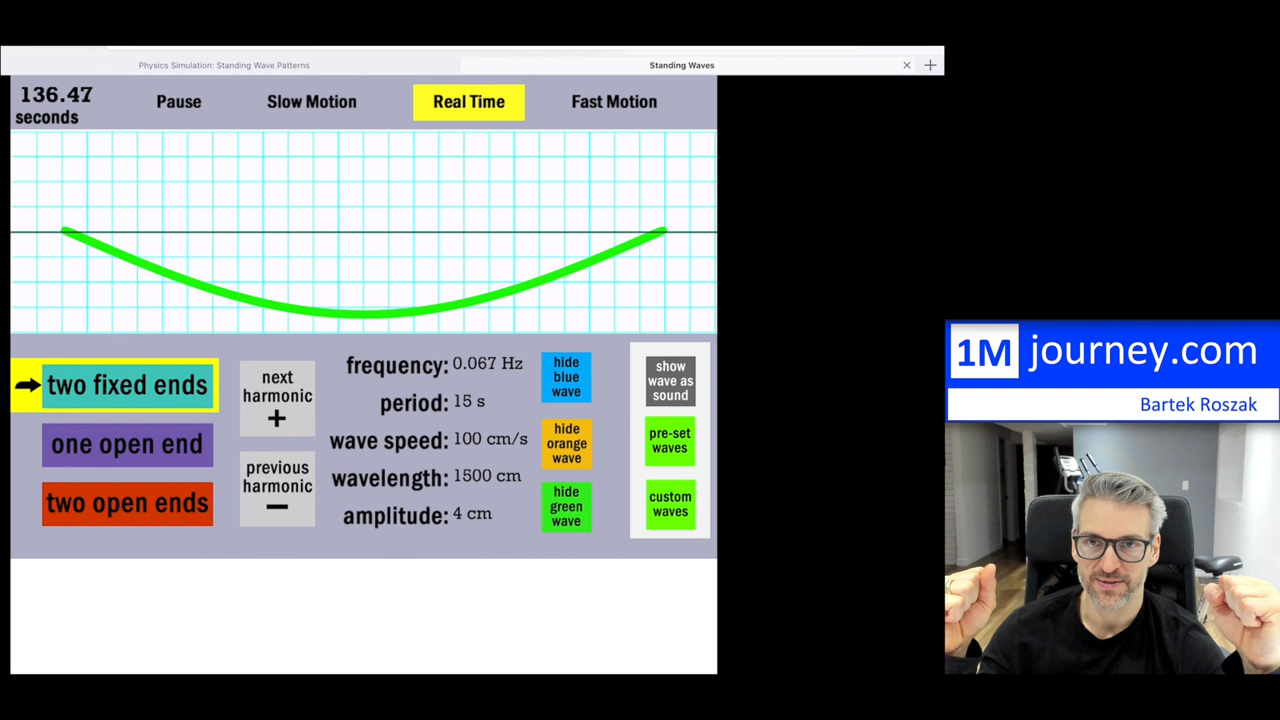 Physics Simulation: Standing Wave Patterns
Standing Waves
136.47
seconds
Pause
Slow Motion
Real Time
Fast Motion
two fixed ends
one open end
two open ends
next
harmonic
+
previous
harmonic
−
frequency: 0.067 Hz
period: 15 s
wave speed: 100 cm/s
wavelength: 1500 cm
amplitude: 4 cm
hide
blue
wave
hide
orange
wave
hide
green
wave
show
wave as
sound
pre-set
waves
custom
waves
1M journey.com
Bartek Roszak